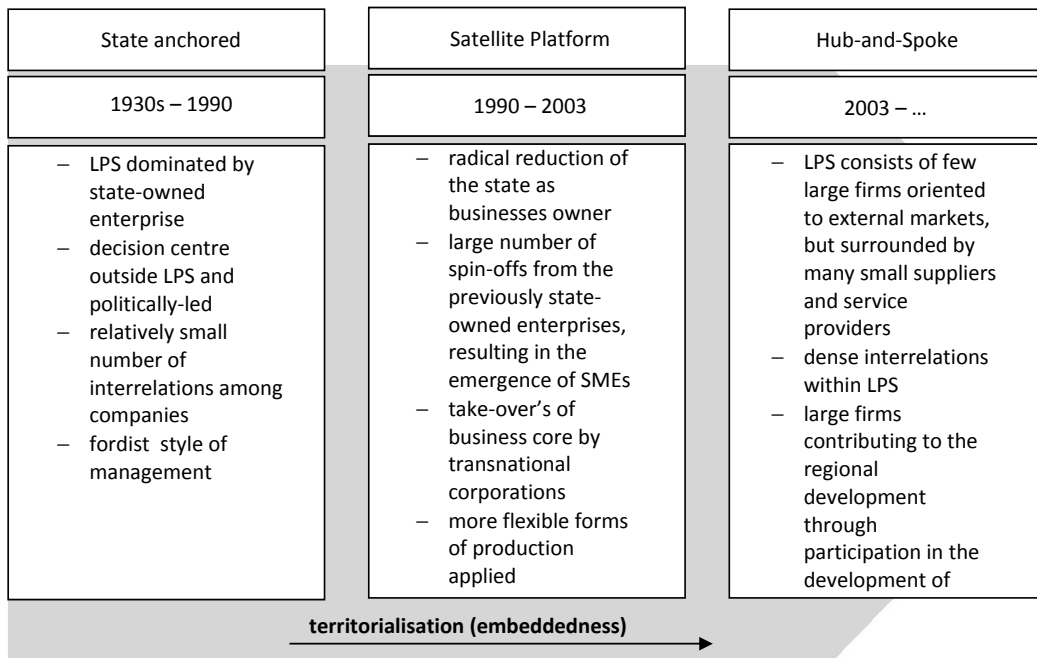 State anchored
1930s – 1990
– LPS dominated by
state-owned
enterprise
– decision centre
outside LPS and
politically-led
– relatively small
number of
interrelations among
companies
– fordist style of
management
Satellite Platform
1990 – 2003
– radical reduction of
the state as
businesses owner
– large number of
spin-offs from the
previously state-
owned enterprises,
resulting in the
emergence of SMEs
– take-over’s of
business core by
transnational
corporations
– more flexible forms
of production
applied
Hub-and-Spoke
2003 – ...
– LPS consists of few
large firms oriented
to external markets,
but surrounded by
many small suppliers
and service
providers
– dense interrelations
within LPS
– large firms
contributing to the
regional
development
through
participation in the
development of
territorialisation (embeddedness)